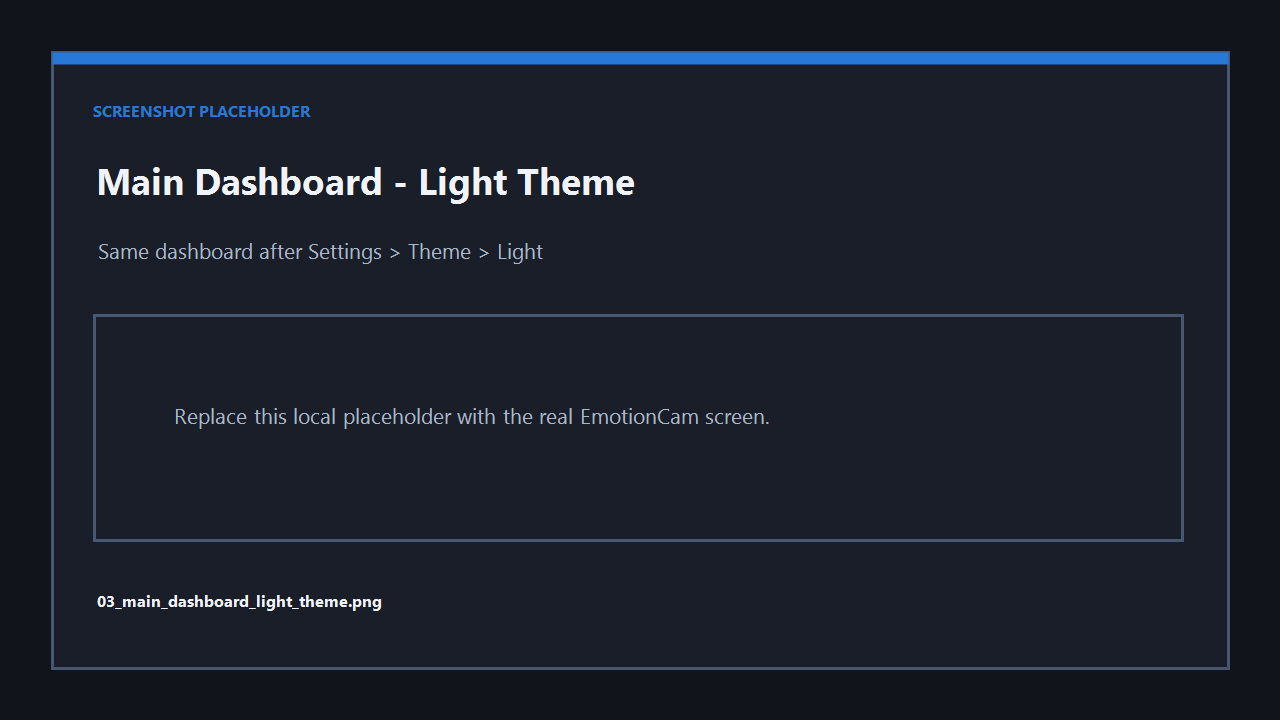 SCREENSHOT PLACEHOLDER
Main Dashboard - Light Theme
Same dashboard after Settings > Theme > Light
Replace this local placeholder with the real EmotionCam screen.
03_main_dashboard_light_theme.png